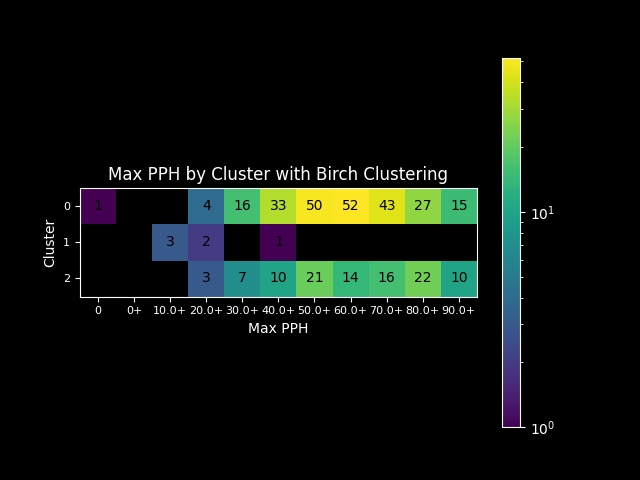 Max PPH by Cluster with Birch Clustering
Cluster
0 1 4 16 33 50 52 43 27 15
1 3 2 1
2 3 7 10 21 14 16 22 10
0 0+ 10.0+ 20.0+ 30.0+ 40.0+ 50.0+ 60.0+ 70.0+ 80.0+ 90.0+
Max PPH
10¹
10⁰